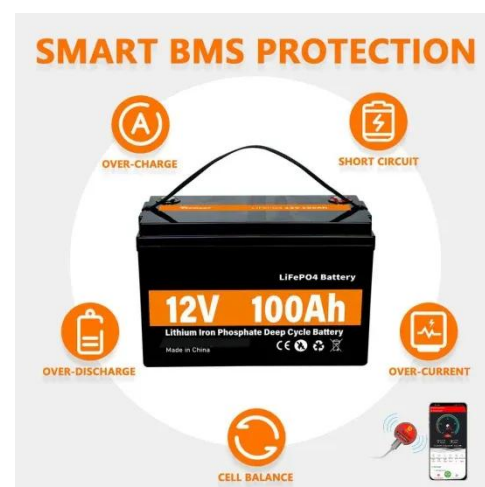 SMART BMS PROTECTION
OVER-CHARGE
SHORT CIRCUIT
LiFePO4 Battery
12V 100Ah
Lithium Iron Phosphate Deep Cycle Battery
Made in China
CE
OVER-DISCHARGE
OVER-CURRENT
CELL BALANCE